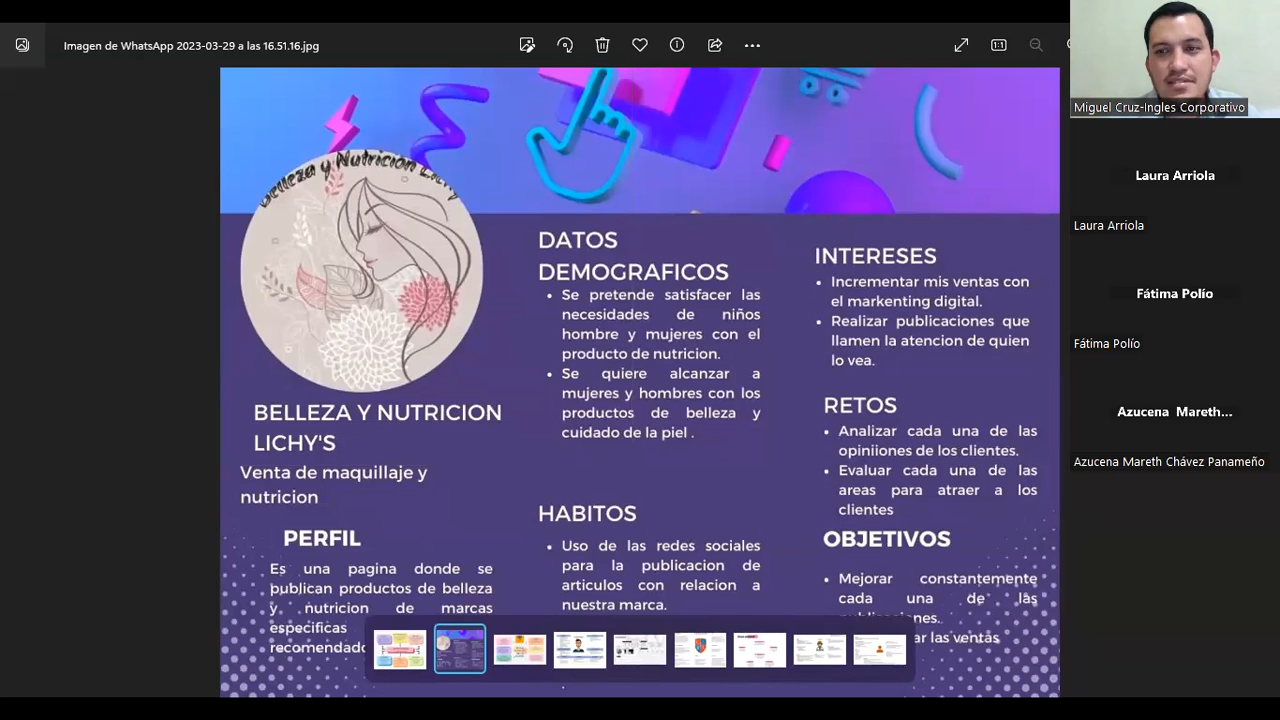 Imagen de WhatsApp 2023-03-29 a las 16.51.16.jpg
1:1
Belleza y Nutricion Lichy
BELLEZA Y NUTRICION
LICHY'S
Venta de maquillaje y
nutricion
PERFIL
Es una pagina donde se
publican productos de belleza
y nutricion de marcas
especificas
DATOS
DEMOGRAFICOS
• Se pretende satisfacer las
necesidades de niños
hombre y mujeres con el
producto de nutricion.
• Se quiere alcanzar a
mujeres y hombres con los
productos de belleza y
cuidado de la piel .
HABITOS
• Uso de las redes sociales
para la publicacion de
articulos con relacion a
nuestra marca.
INTERESES
• Incrementar mis ventas con
el markenting digital.
• Realizar publicaciones que
llamen la atencion de quien
lo vea.
RETOS
• Analizar cada una de las
opiniiones de los clientes.
• Evaluar cada una de las
areas para atraer a los
clientes
OBJETIVOS
• Mejorar constantemente
cada una de las
publicaciones.
las ventas
Miguel Cruz-Ingles Corporativo
Laura Arriola
Laura Arriola
Fátima Polío
Fátima Polío
Azucena Mareth...
Azucena Mareth Chávez Panameño